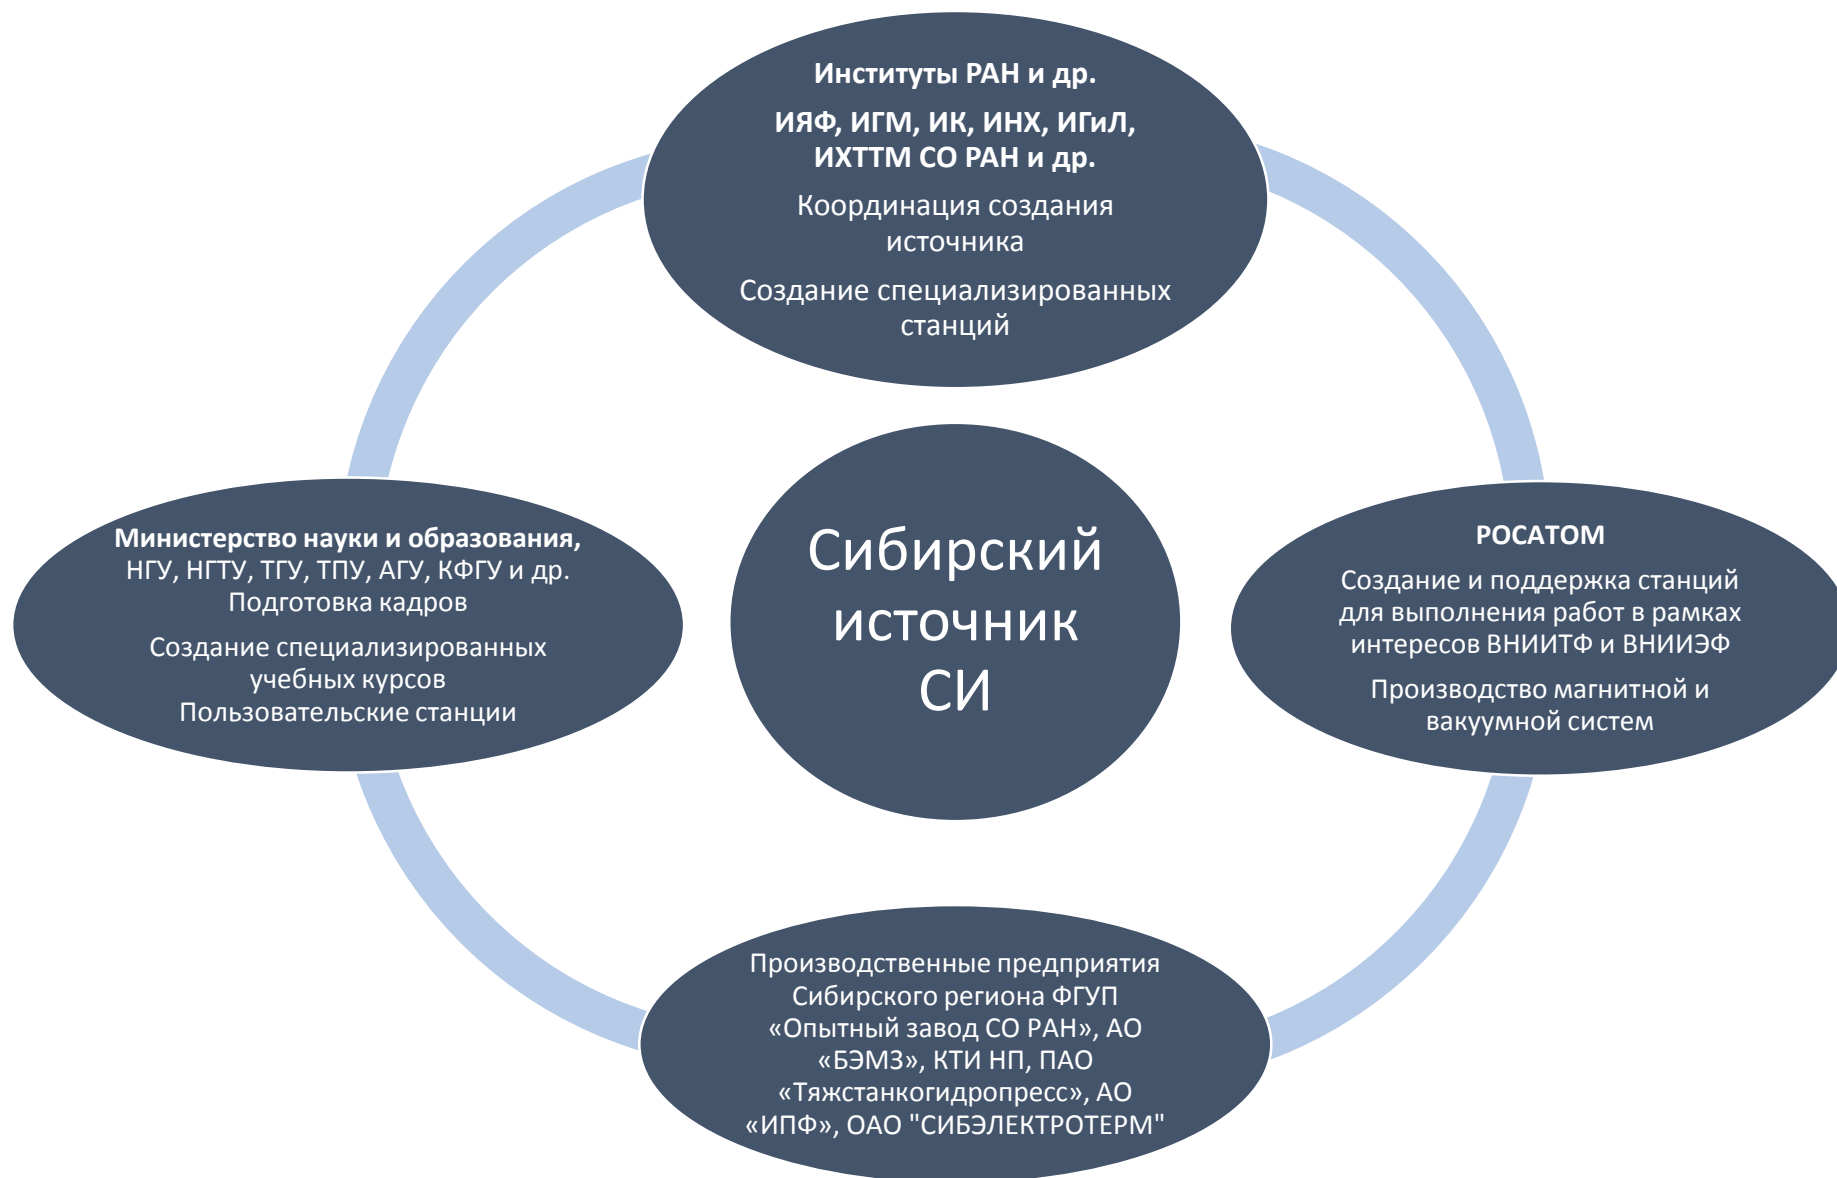 Институты РАН и др.
ИЯФ, ИГМ, ИК, ИНХ, ИГиЛ,
ИХТТМ СО РАН и др.
Координация создания
источника
Создание специализированных
станций
Министерство науки и образования,
НГУ, НГТУ, ТГУ, ТПУ, АГУ, КФГУ и др.
Подготовка кадров
Создание специализированных
учебных курсов
Пользовательские станции
Сибирский
источник
СИ
РОСАТОМ
Создание и поддержка станций
для выполнения работ в рамках
интересов ВНИИТФ и ВНИИЭФ
Производство магнитной и
вакуумной систем
Производственные предприятия
Сибирского региона ФГУП
«Опытный завод СО РАН», АО
«БЭМЗ», КТИ НП, ПАО
«Тяжстанкогидропресс», АО
«ИПФ», ОАО "СИБЭЛЕКТРОТЕРМ"